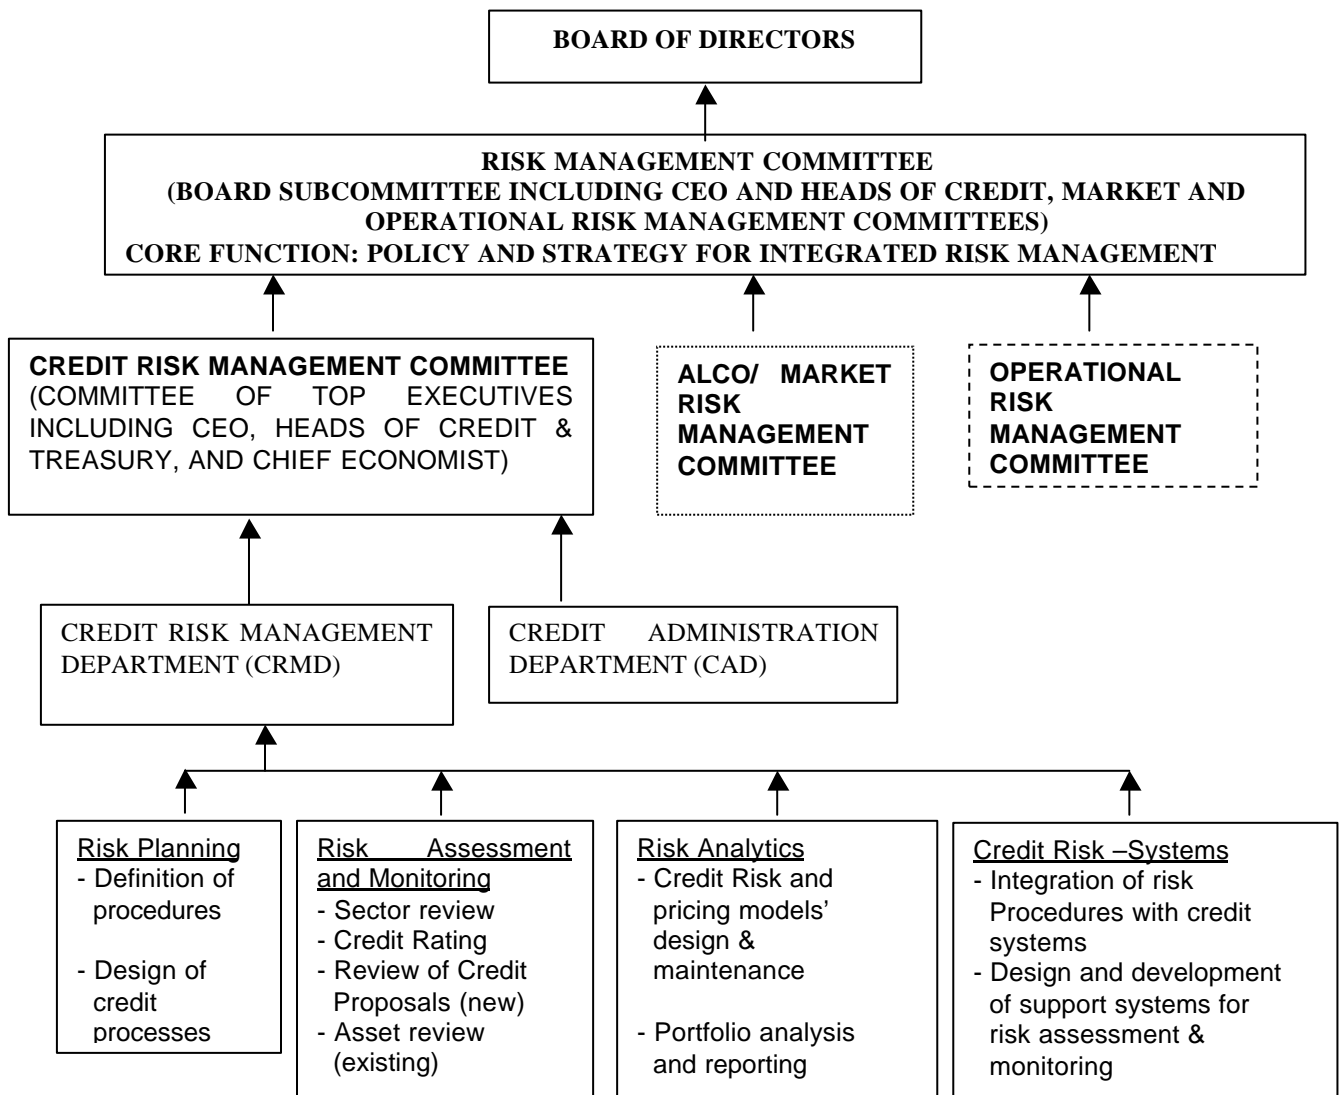 BOARD OF DIRECTORS
RISK MANAGEMENT COMMITTEE
(BOARD SUBCOMMITTEE INCLUDING CEO AND HEADS OF CREDIT, MARKET AND
OPERATIONAL RISK MANAGEMENT COMMITTEES)
CORE FUNCTION: POLICY AND STRATEGY FOR INTEGRATED RISK MANAGEMENT
CREDIT RISK MANAGEMENT COMMITTEE
(COMMITTEE OF TOP EXECUTIVES
INCLUDING CEO, HEADS OF CREDIT &
TREASURY, AND CHIEF ECONOMIST)
ALCO/ MARKET
RISK
MANAGEMENT
COMMITTEE
OPERATIONAL
RISK
MANAGEMENT
COMMITTEE
CREDIT RISK MANAGEMENT
DEPARTMENT (CRMD)
CREDIT ADMINISTRATION
DEPARTMENT (CAD)
Risk Planning
- Definition of
procedures
- Design of
credit
processes
Risk Assessment
and Monitoring
- Sector review
- Credit Rating
- Review of Credit
Proposals (new)
- Asset review
(existing)
Risk Analytics
- Credit Risk and
pricing models’
design &
maintenance
- Portfolio analysis
and reporting
Credit Risk –Systems
- Integration of risk
Procedures with credit
systems
- Design and development
of support systems for
risk assessment &
monitoring